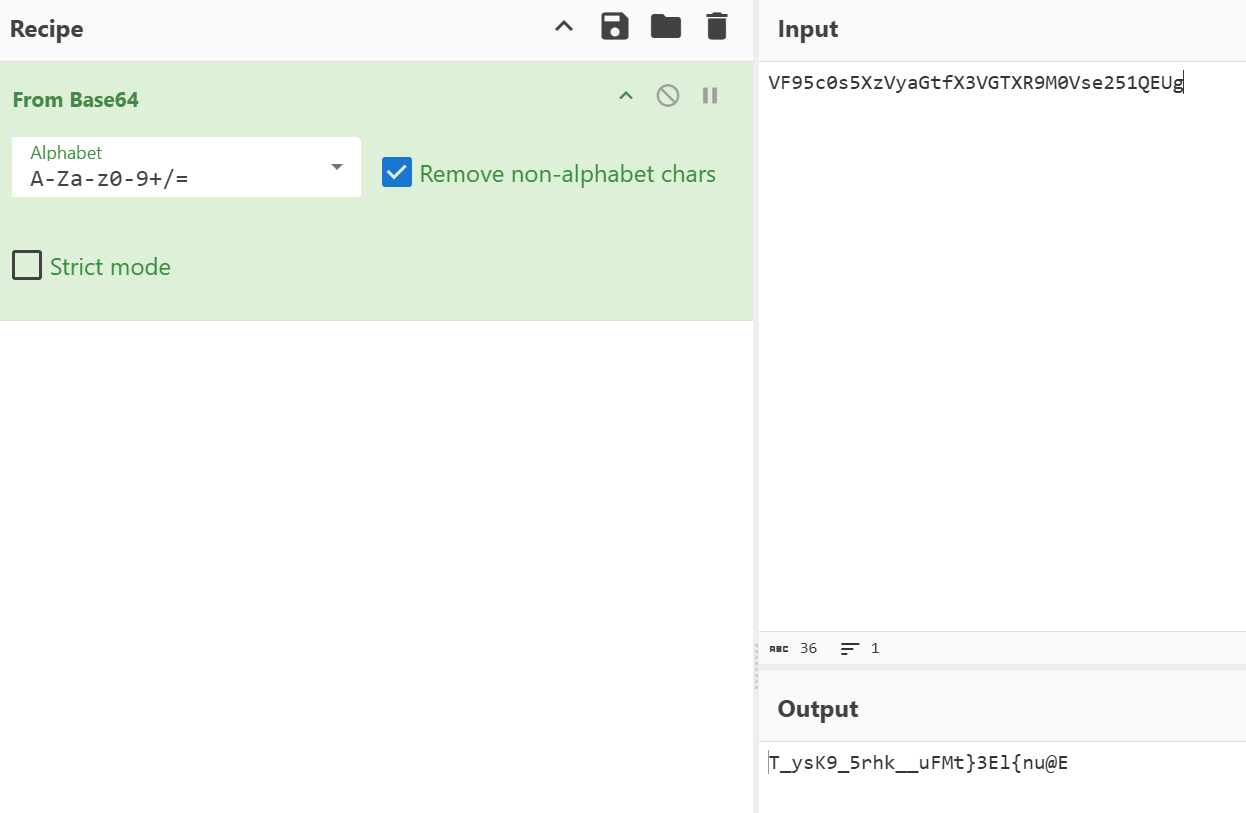 Recipe
From Base64
Alphabet
A-Za-z0-9+/=
Remove non-alphabet chars
Strict mode
Input
VF95c0s5XzVyaGtfX3VGTXR9M0Vse251QEUg
ABC 36 1
Output
T_ysK9_5rhk__uFMt}3El{nu@E